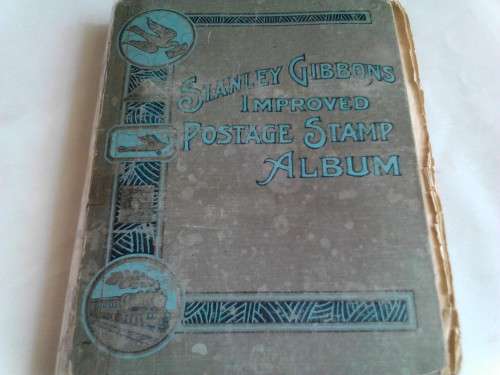 STANLEY GIBBONS
IMPROVED
POSTAGE STAMP
ALBUM